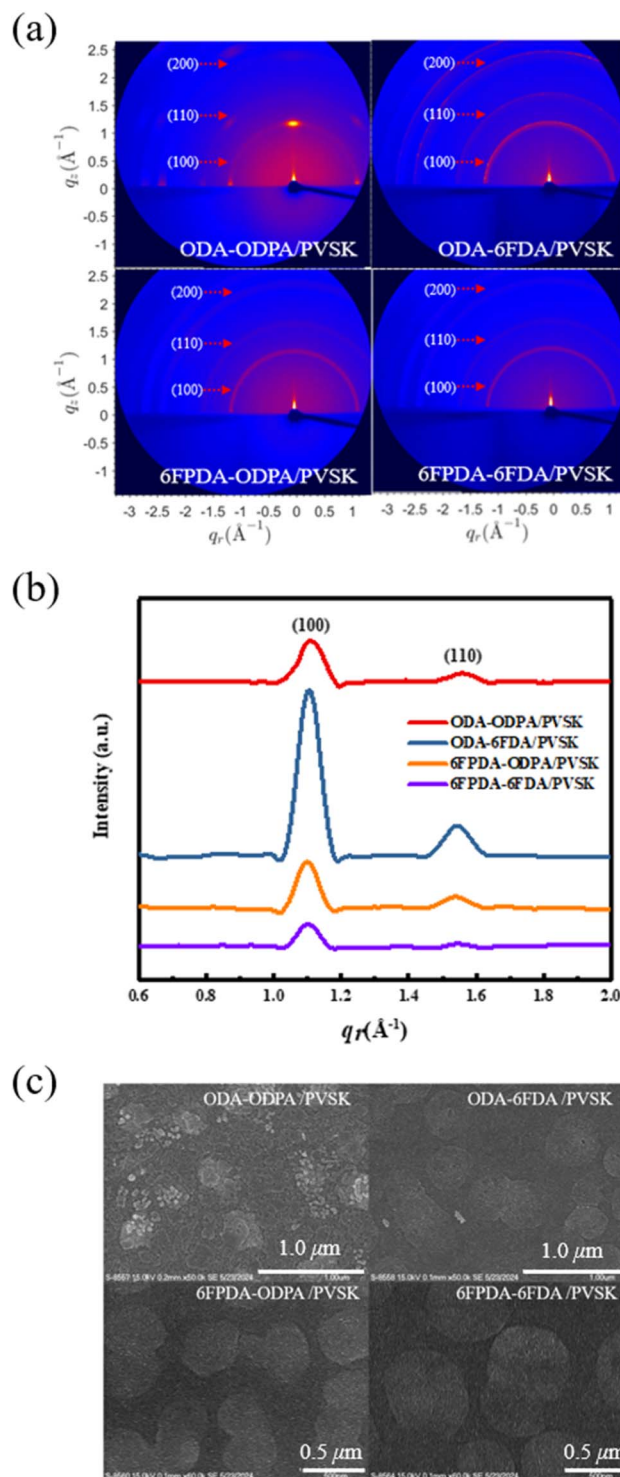 (a)
2.5
2
1.5
1
0.5
0
-0.5
-1
q_z (Å⁻¹)
(200)
(110)
(100)
ODA-ODPA/PVSK
(200)
(110)
(100)
ODA-6FDA/PVSK
2.5
2
1.5
1
0.5
0
-0.5
-1
q_z (Å⁻¹)
(200)
(110)
(100)
6FPDA-ODPA/PVSK
(200)
(110)
(100)
6FPDA-6FDA/PVSK
-3 -2.5 -2 -1.5 -1 -0.5 0 0.5 1
q_r(Å⁻¹)
-3 -2.5 -2 -1.5 -1 -0.5 0 0.5 1
q_r(Å⁻¹)
(b)
(100)
(110)
ODA-ODPA/PVSK
ODA-6FDA/PVSK
6FPDA-ODPA/PVSK
6FPDA-6FDA/PVSK
Intensity (a.u.)
0.6 0.8 1.0 1.2 1.4 1.6 1.8 2.0
qr(Å⁻¹)
(c)
ODA-ODPA/PVSK
1.0 μm
ODA-6FDA/PVSK
1.0 μm
6FPDA-ODPA/PVSK
0.5 μm
6FPDA-6FDA/PVSK
0.5 μm